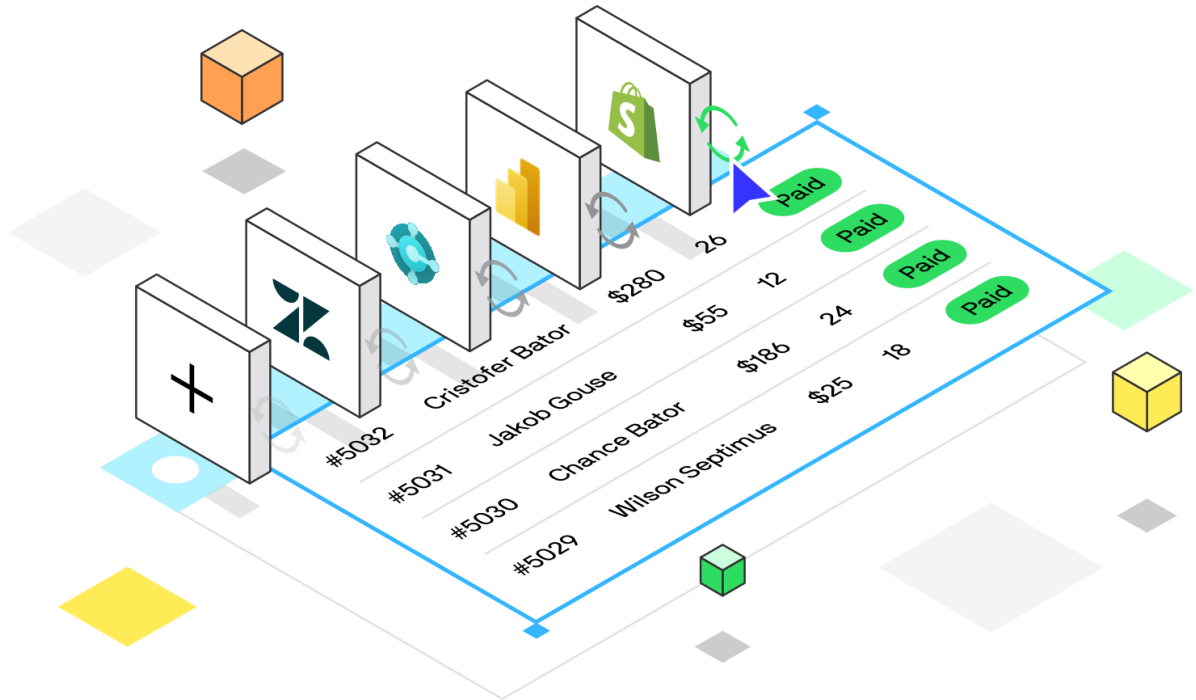 #5032 Cristofer Bator $280 26 Paid
#5031 Jakob Gouse $55 12 Paid
#5030 Chance Bator $186 24 Paid
#5029 Wilson Septimus $25 18 Paid